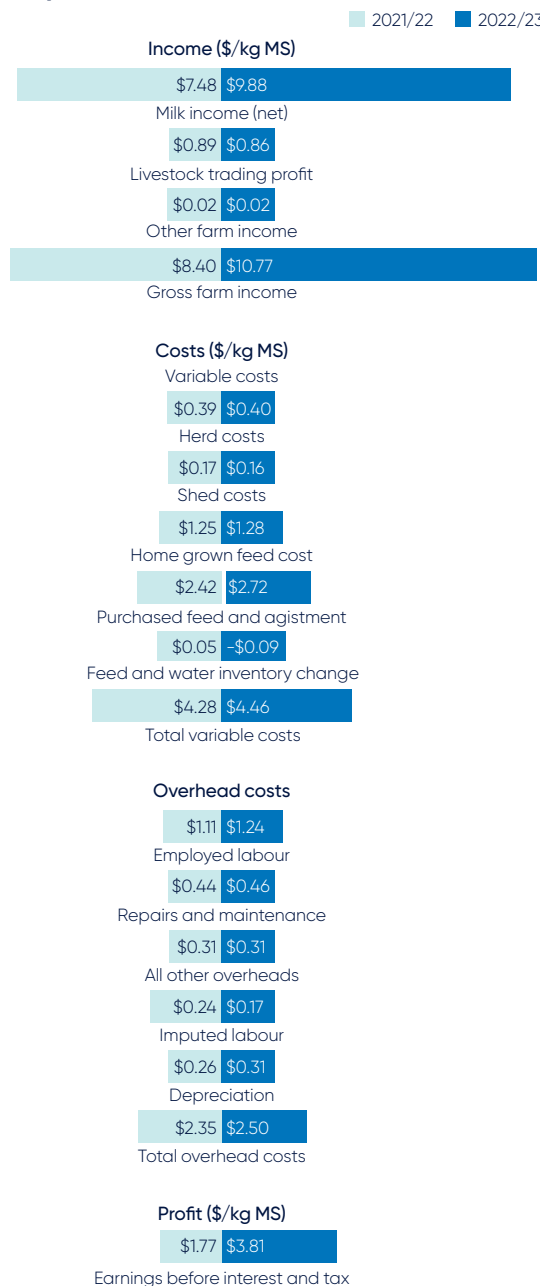 2021/22 2022/23
Income ($/kg MS)
$7.48 $9.88
Milk income (net)
$0.89 $0.86
Livestock trading profit
$0.02 $0.02
Other farm income
$8.40 $10.77
Gross farm income
Costs ($/kg MS)
Variable costs
$0.39 $0.40
Herd costs
$0.17 $0.16
Shed costs
$1.25 $1.28
Home grown feed cost
$2.42 $2.72
Purchased feed and agistment
$0.05 -$0.09
Feed and water inventory change
$4.28 $4.46
Total variable costs
Overhead costs
$1.11 $1.24
Employed labour
$0.44 $0.46
Repairs and maintenance
$0.31 $0.31
All other overheads
$0.24 $0.17
Imputed labour
$0.26 $0.31
Depreciation
$2.35 $2.50
Total overhead costs
Profit ($/kg MS)
$1.77 $3.81
Earnings before interest and tax